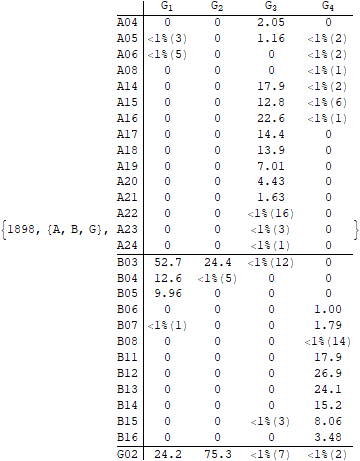 G1 G2 G3 G4
A04 0 0 2.05 0
A05 <1%(3) 0 1.16 <1%(2)
A06 <1%(5) 0 0 <1%(2)
A08 0 0 0 <1%(1)
A14 0 0 17.9 <1%(2)
A15 0 0 12.8 <1%(6)
A16 0 0 22.6 <1%(1)
A17 0 0 14.4 0
A18 0 0 13.9 0
A19 0 0 7.01 0
A20 0 0 4.43 0
A21 0 0 1.63 0
A22 0 0 <1%(16) 0
{1898, {A, B, G}, A23 0 0 <1%(3) 0 }
A24 0 0 <1%(1) 0
B03 52.7 24.4 <1%(12) 0
B04 12.6 <1%(5) 0 0
B05 9.96 0 0 0
B06 0 0 0 1.00
B07 <1%(1) 0 0 1.79
B08 0 0 0 <1%(14)
B11 0 0 0 17.9
B12 0 0 0 26.9
B13 0 0 0 24.1
B14 0 0 0 15.2
B15 0 0 <1%(3) 8.06
B16 0 0 0 3.48
G02 24.2 75.3 <1%(7) <1%(2)